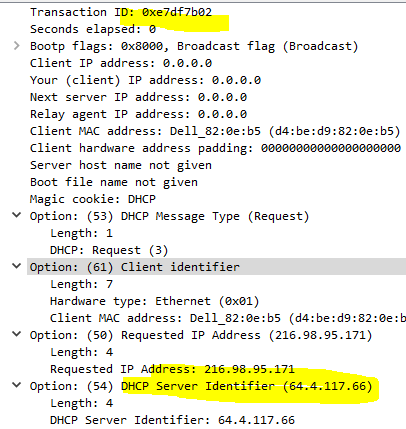 Transaction ID: 0xe7df7b02
Seconds elapsed: 0
Bootp flags: 0x8000, Broadcast flag (Broadcast)
Client IP address: 0.0.0.0
Your (client) IP address: 0.0.0.0
Next server IP address: 0.0.0.0
Relay agent IP address: 0.0.0.0
Client MAC address: Dell_82:0e:b5 (d4:be:d9:82:0e:b5)
Client hardware address padding: 00000000000000000000
Server host name not given
Boot file name not given
Magic cookie: DHCP
Option: (53) DHCP Message Type (Request)
Length: 1
DHCP: Request (3)
Option: (61) Client identifier
Length: 7
Hardware type: Ethernet (0x01)
Client MAC address: Dell_82:0e:b5 (d4:be:d9:82:0e:b
Option: (50) Requested IP Address (216.98.95.171)
Length: 4
Requested IP Address: 216.98.95.171
Option: (54) DHCP Server Identifier (64.4.117.66)
Length: 4
DHCP Server Identifier: 64.4.117.66